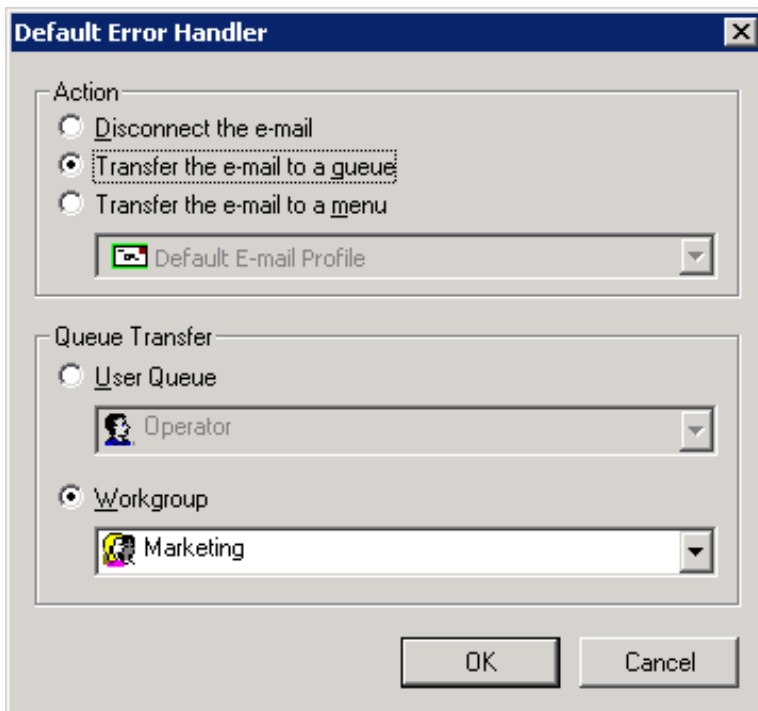 Default Error Handler
Action
Disconnect the e-mail
Transfer the e-mail to a queue
Transfer the e-mail to a menu
Default E-mail Profile
Queue Transfer
User Queue
Operator
Workgroup
Marketing
OK Cancel